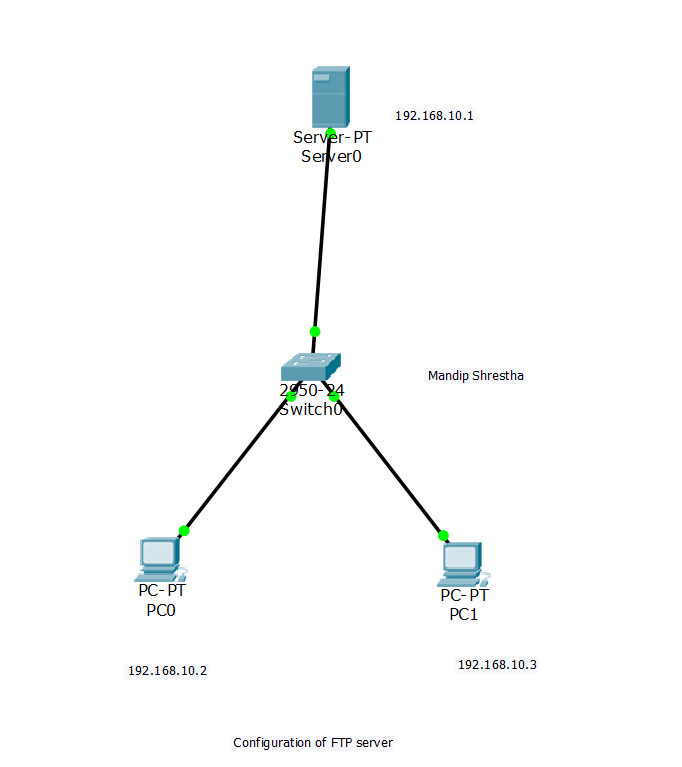 192.168.10.1
Server-PT
Server0
Mandip Shrestha
2950-24
Switch0
PC-PT
PC0
PC-PT
PC1
192.168.10.2
192.168.10.3
Configuration of FTP server